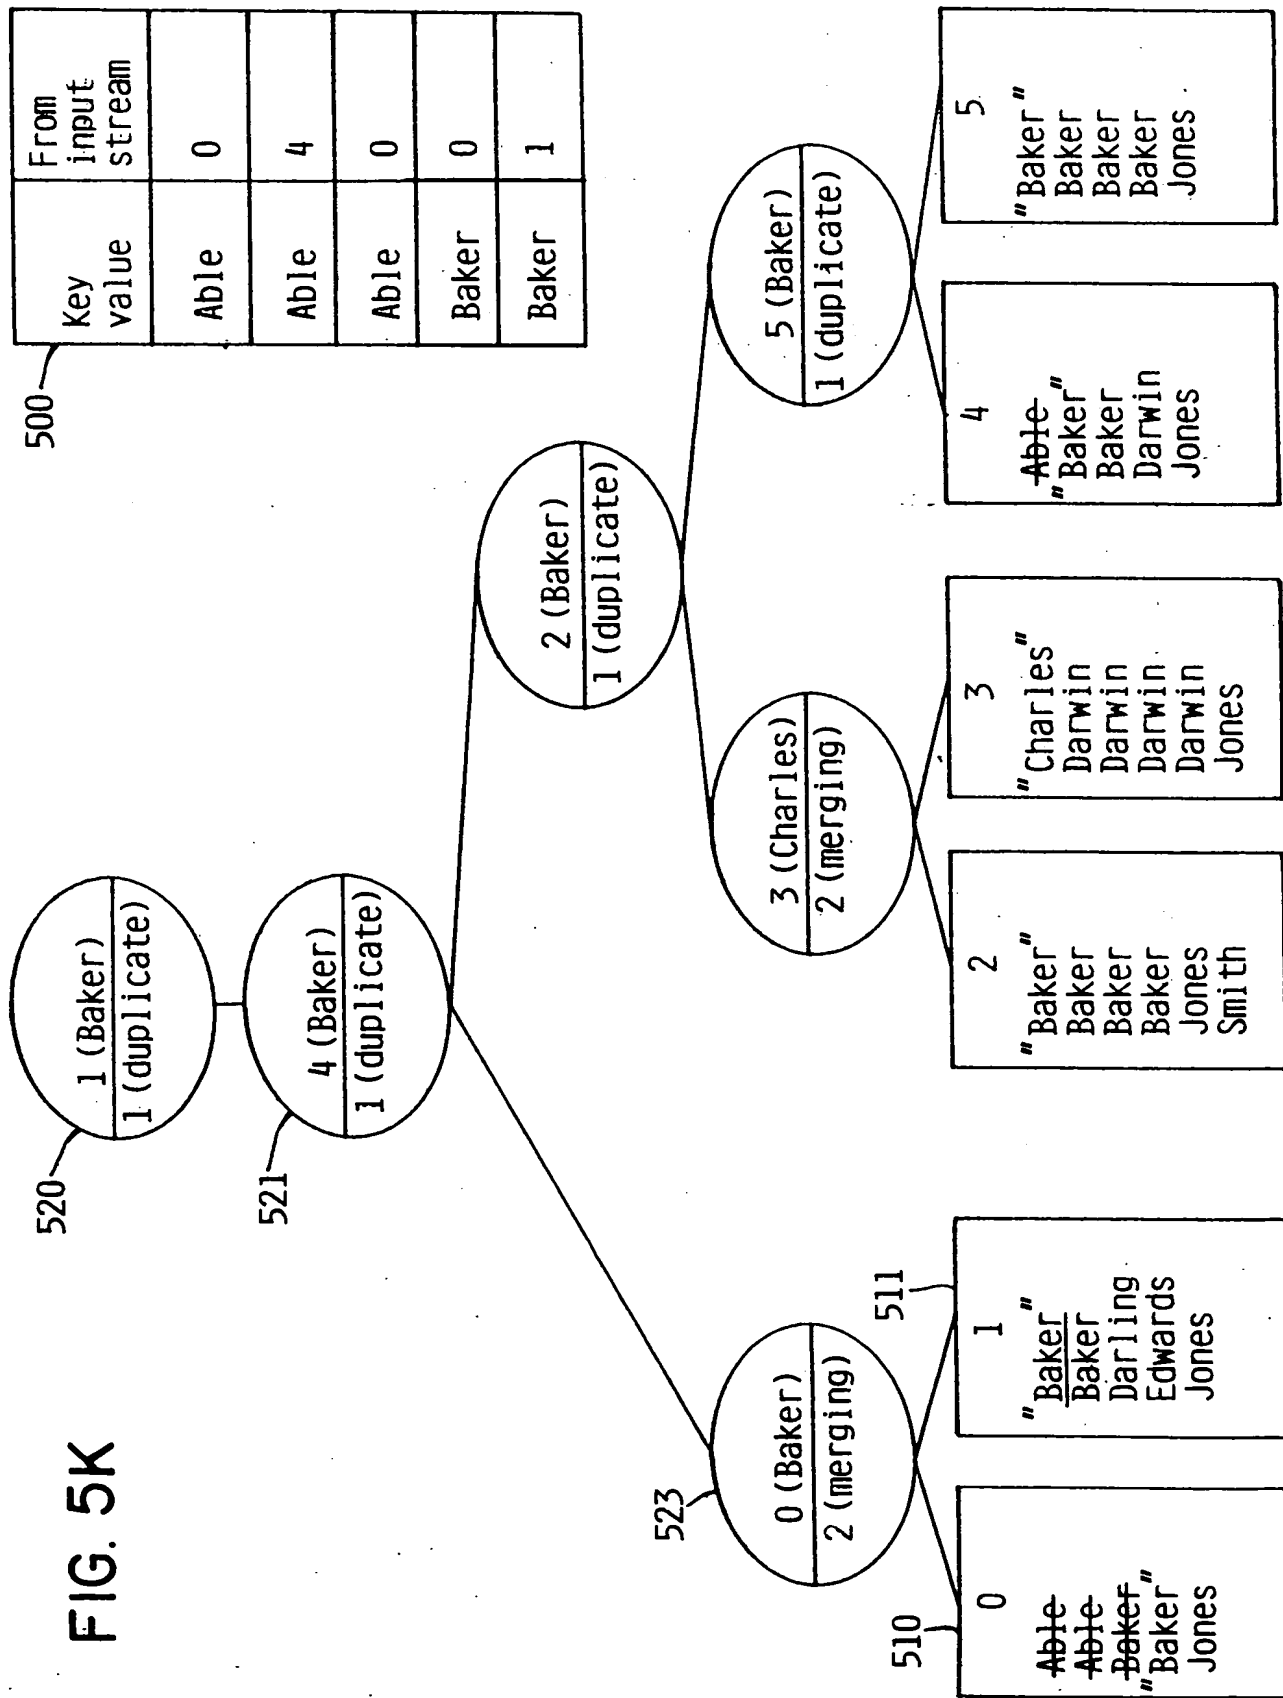 FIG. 5K
500
Key value
From input stream
Able
0
Able
4
Able
0
Baker
0
Baker
1
520
1 (Baker)
1 (duplicate)
521
4 (Baker)
1 (duplicate)
2 (Baker)
1 (duplicate)
523
0 (Baker)
2 (merging)
3 (Charles)
2 (merging)
5 (Baker)
1 (duplicate)
510
0
Able
Able
Baker
"Baker"
Jones
511
1
"Baker"
Baker
Darling
Edwards
Jones
2
"Baker"
Baker
Baker
Baker
Jones
Smith
3
"Charles"
Darwin
Darwin
Darwin
Darwin
Jones
4
Able
"Baker"
Baker
Darwin
Jones
5
"Baker"
Baker
Baker
Baker
Jones